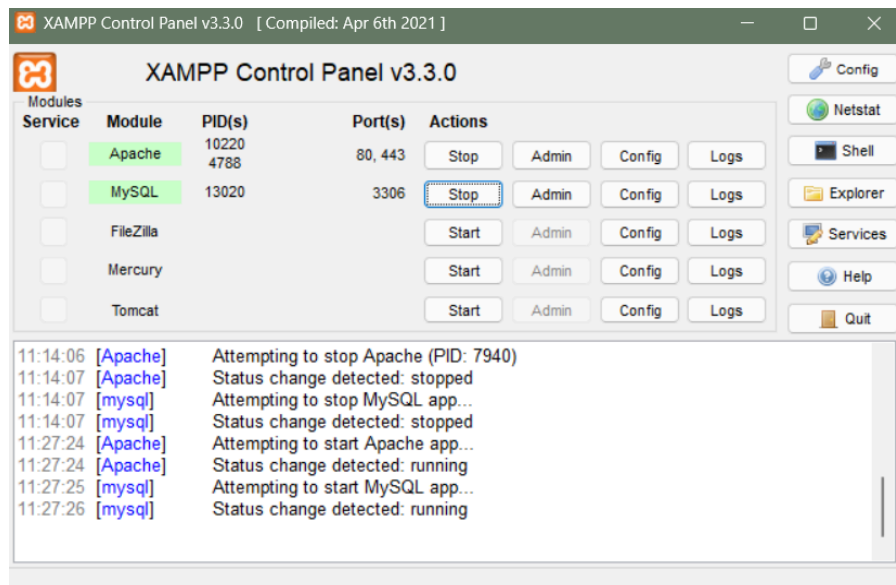 XAMPP Control Panel v3.3.0 [ Compiled: Apr 6th 2021 ]
XAMPP Control Panel v3.3.0
Config
Modules
Service Module PID(s) Port(s) Actions
Netstat
Apache 10220 4788 80, 443 Stop Admin Config Logs
Shell
MySQL 13020 3306 Stop Admin Config Logs
Explorer
FileZilla Start Admin Config Logs
Services
Mercury Start Admin Config Logs
Help
Tomcat Start Admin Config Logs
Quit
11:14:06 [Apache] Attempting to stop Apache (PID: 7940)
11:14:07 [Apache] Status change detected: stopped
11:14:07 [mysql] Attempting to stop MySQL app...
11:14:07 [mysql] Status change detected: stopped
11:27:24 [Apache] Attempting to start Apache app...
11:27:24 [Apache] Status change detected: running
11:27:25 [mysql] Attempting to start MySQL app...
11:27:26 [mysql] Status change detected: running